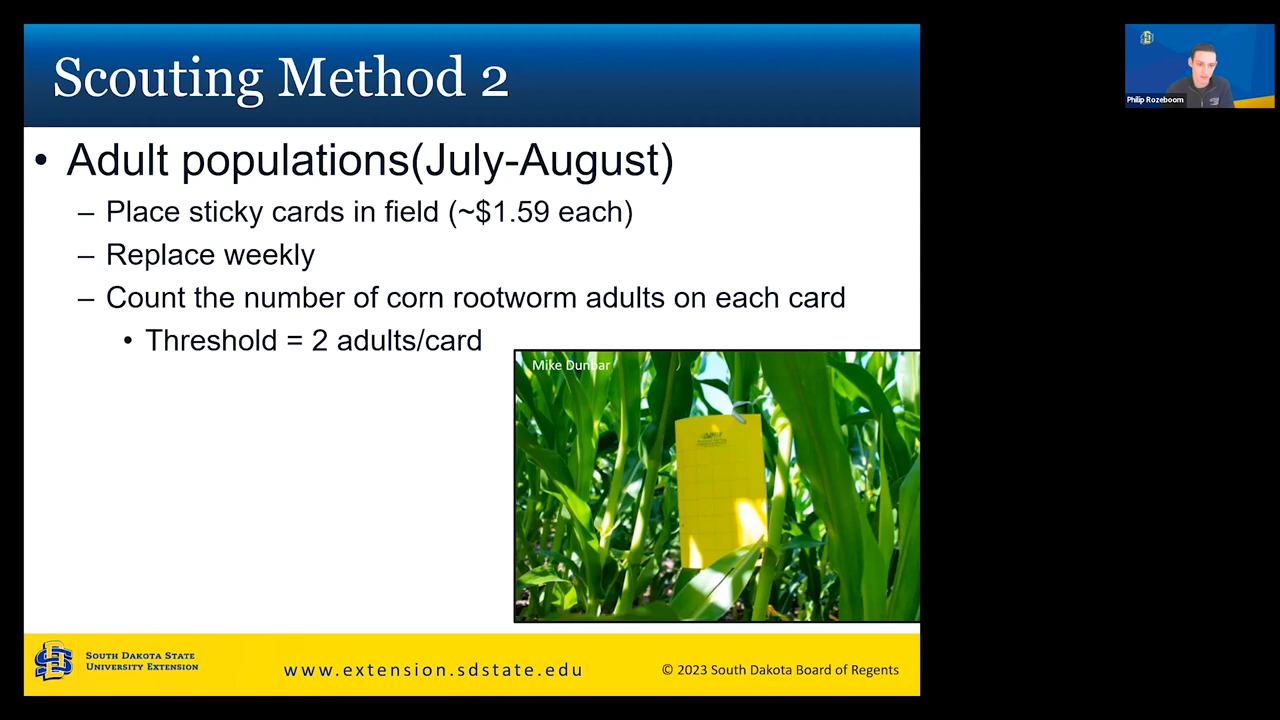 Scouting Method 2
• Adult populations(July-August)
– Place sticky cards in field (~$1.59 each)
– Replace weekly
– Count the number of corn rootworm adults on each card
• Threshold = 2 adults/card
Mike Dunbar
SOUTH DAKOTA STATE
UNIVERSITY EXTENSION
www.extension.sdstate.edu
© 2023 South Dakota Board of Regents
Philip Rozeboom